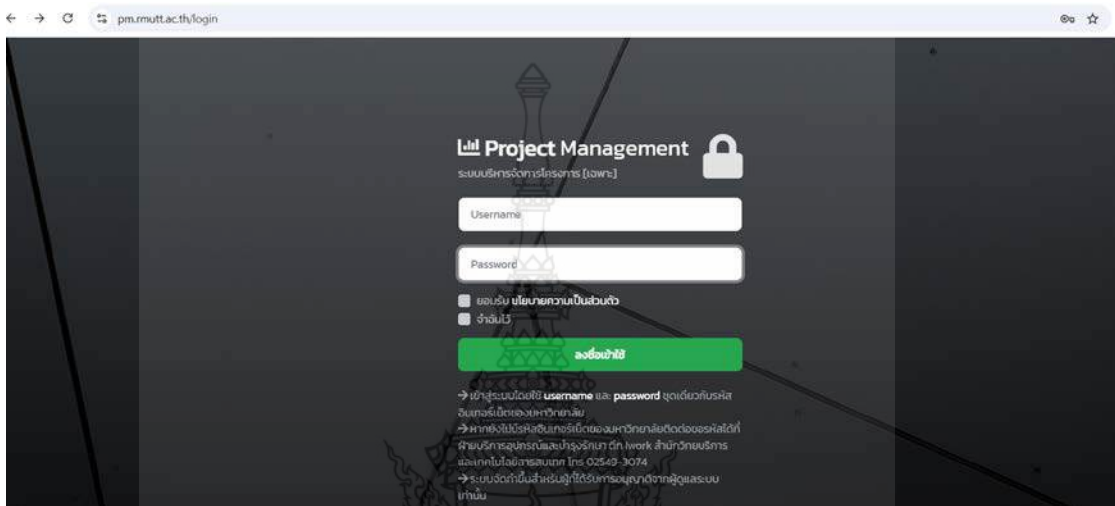 pm.rmutt.ac.th/login
Project Management
ระบบบริหารจัดการโครงการ [เฉพาะ]
Username
Password
ยอมรับ นโยบายความเป็นส่วนตัว
จำฉันไว้
ลงชื่อเข้าใช้
→ เข้าสู่ระบบโดยใช้ username และ password ชุดเดียวกับรหัส
อินเทอร์เน็ตของมหาวิทยาลัย
→ หากยังไม่มีรหัสอินเทอร์เน็ตของมหาวิทยาลัยติดต่อขอรหัสได้ที่
ฝ่ายบริการอุปกรณ์และบำรุงรักษา ตึก Iwork สำนักวิทยบริการ
และเทคโนโลยีสารสนเทศ โทร 02549-3074
→ ระบบจัดทำขึ้นสำหรับผู้ที่ได้รับการอนุญาติจากผู้ดูแลระบบ
เท่านั้น